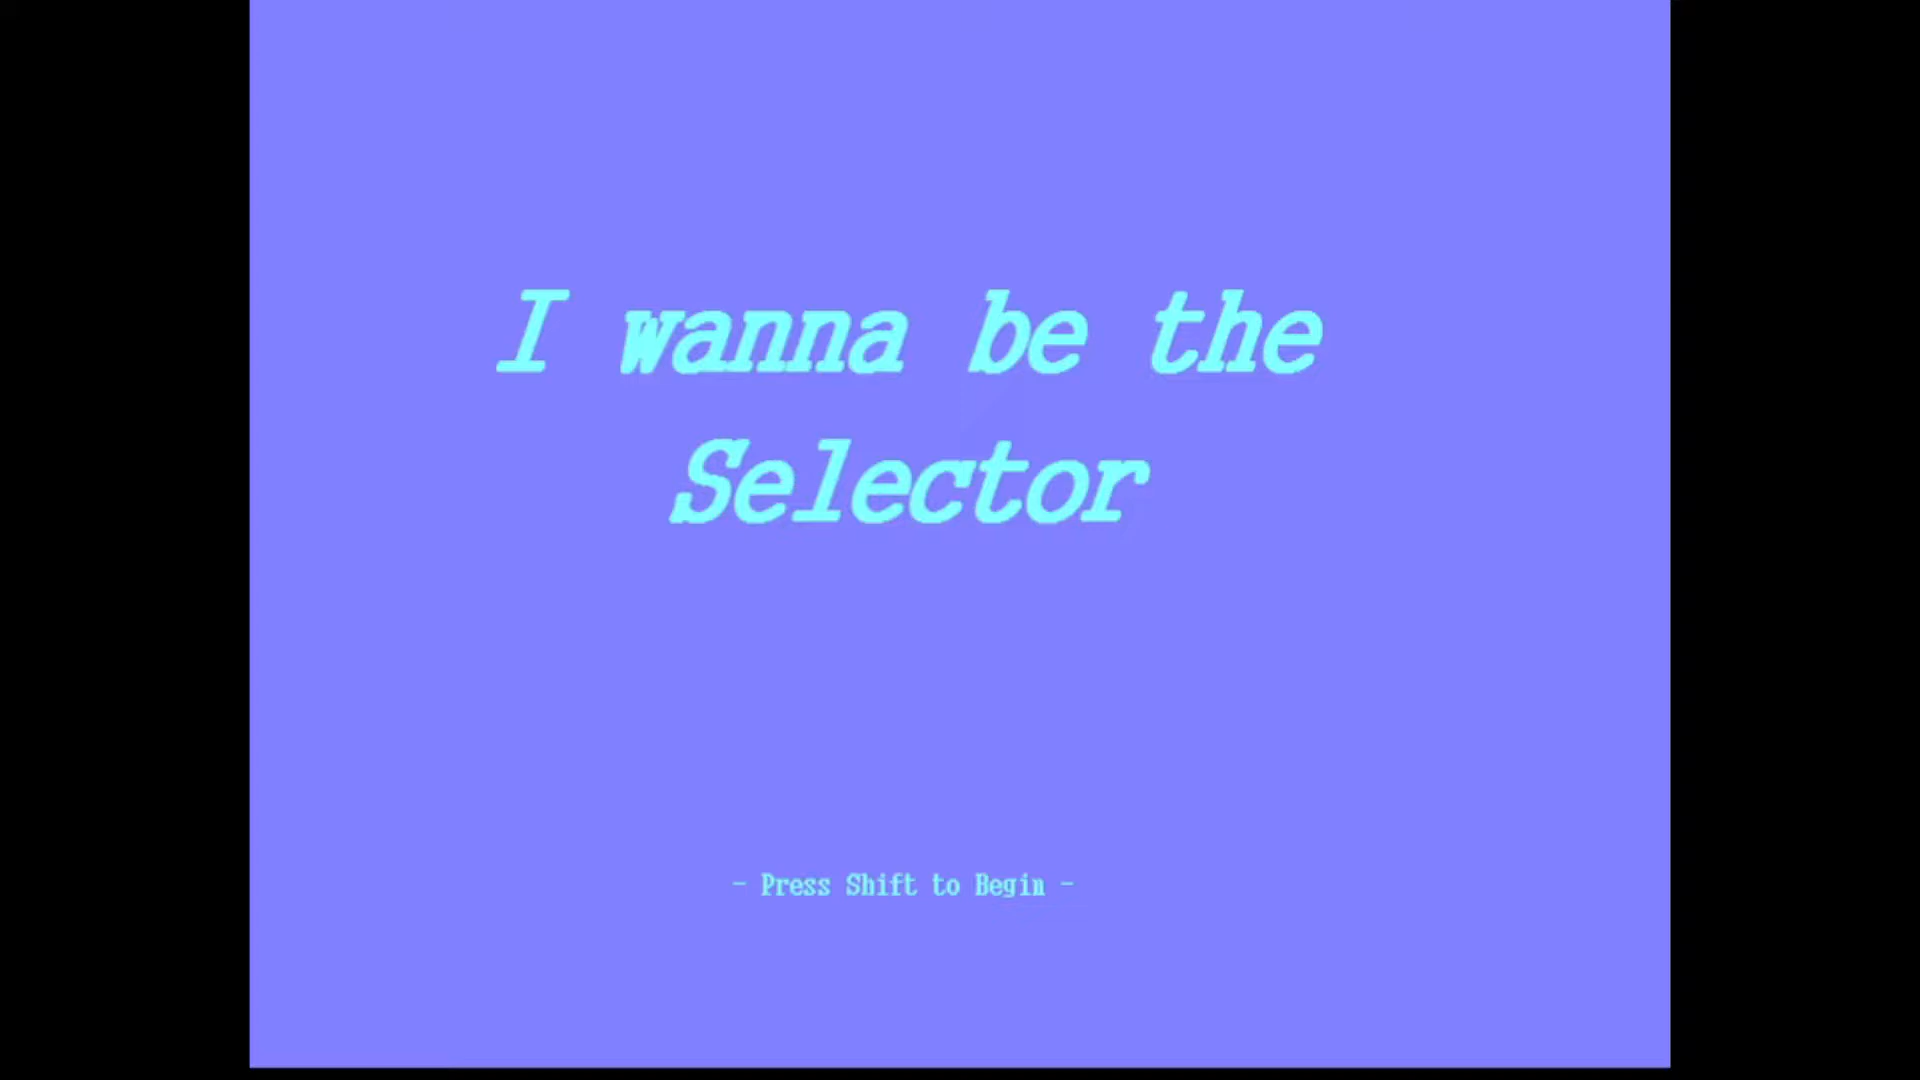 I wanna be the
Selector
- Press Shift to Begin -